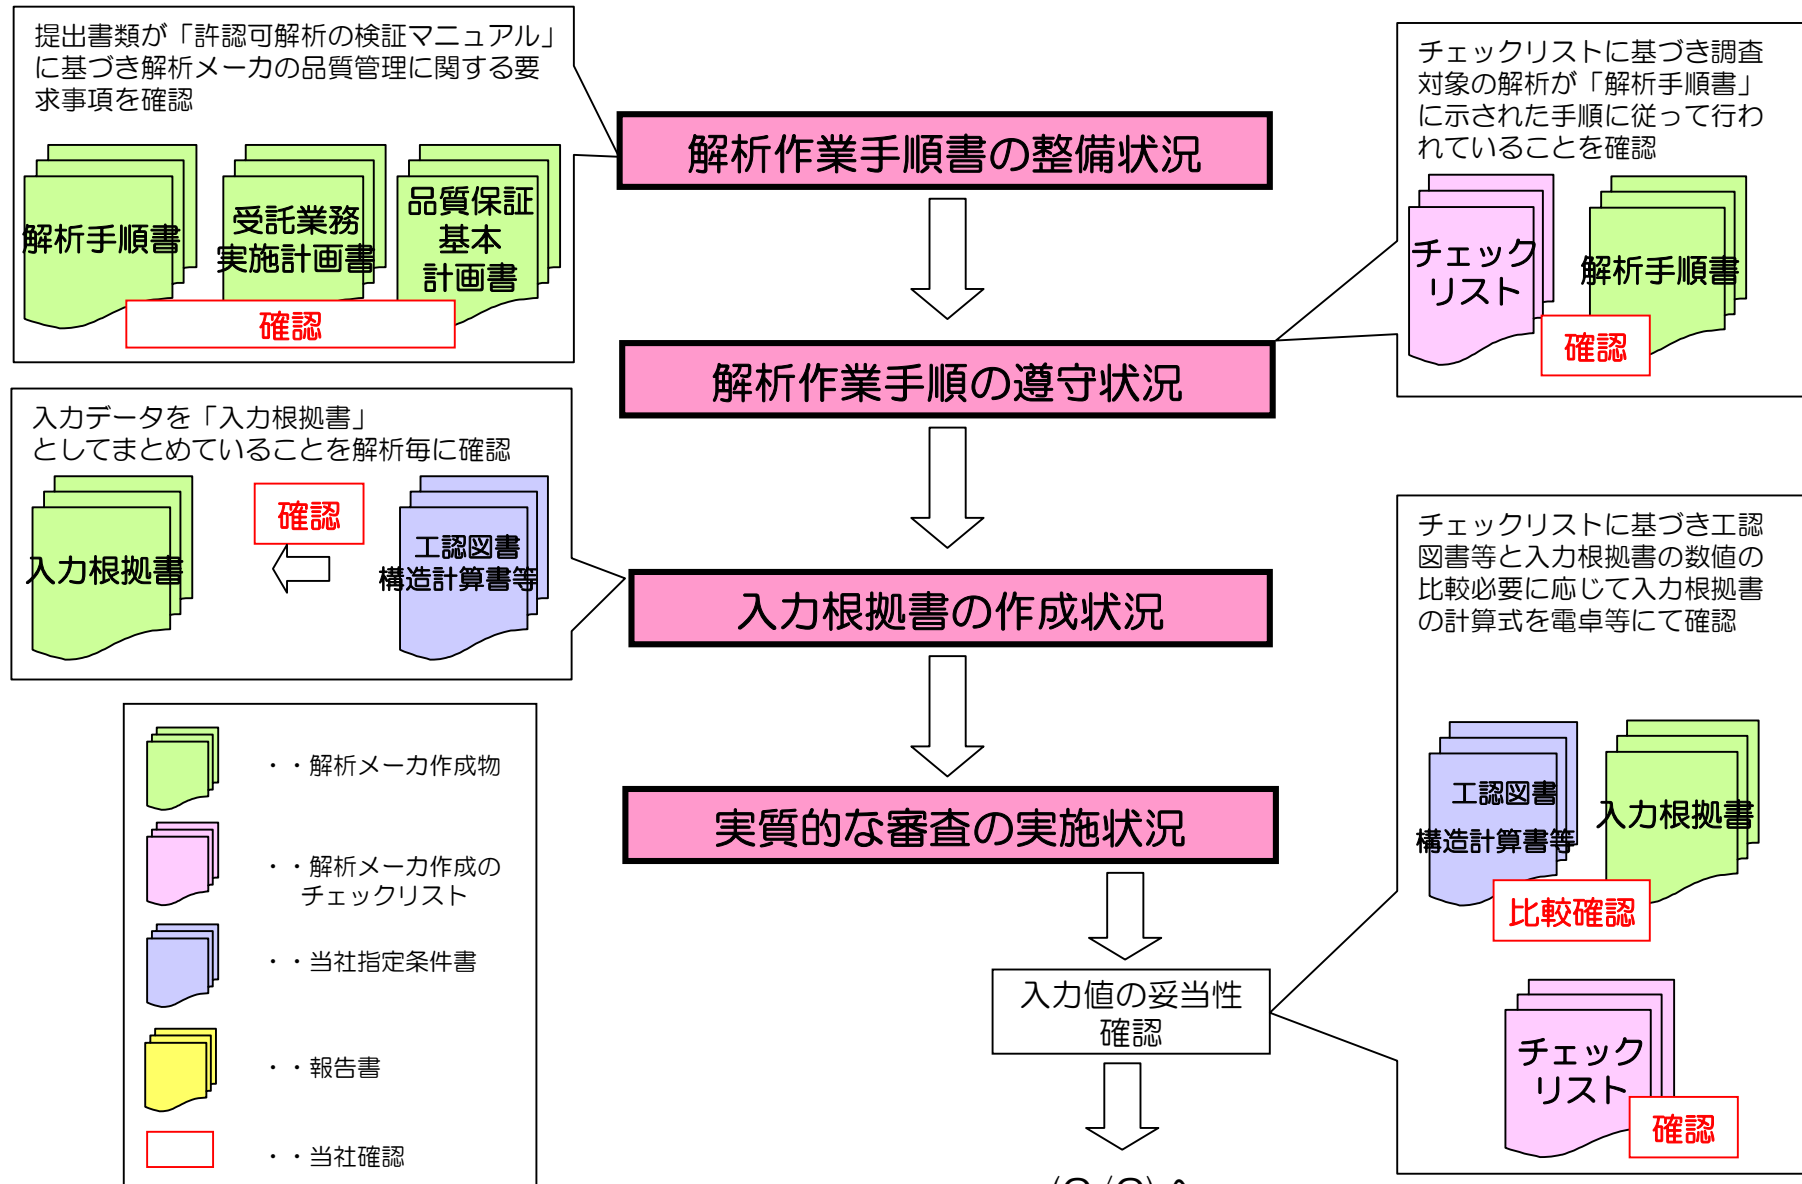 提出書類が「許認可解析の検証マニュアル」
に基づき解析メーカの品質管理に関する要
求事項を確認
解析手順書
受託業務
実施計画書
品質保証
基本
計画書
確認
解析作業手順書の整備状況
チェックリストに基づき調査
対象の解析が「解析手順書」
に示された手順に従って行わ
れていることを確認
チェック
リスト
解析手順書
確認
解析作業手順の遵守状況
入力データを「入力根拠書」
としてまとめていることを解析毎に確認
入力根拠書
確認
工認図書
構造計算書等
入力根拠書の作成状況
実質的な審査の実施状況
チェックリストに基づき工認
図書等と入力根拠書の数値の
比較必要に応じて入力根拠書
の計算式を電卓等にて確認
工認図書
構造計算書等
入力根拠書
比較確認
チェック
リスト
確認
入力値の妥当性
確認
・・解析メーカ作成物
・・解析メーカ作成の
チェックリスト
・・当社指定条件書
・・報告書
・・当社確認